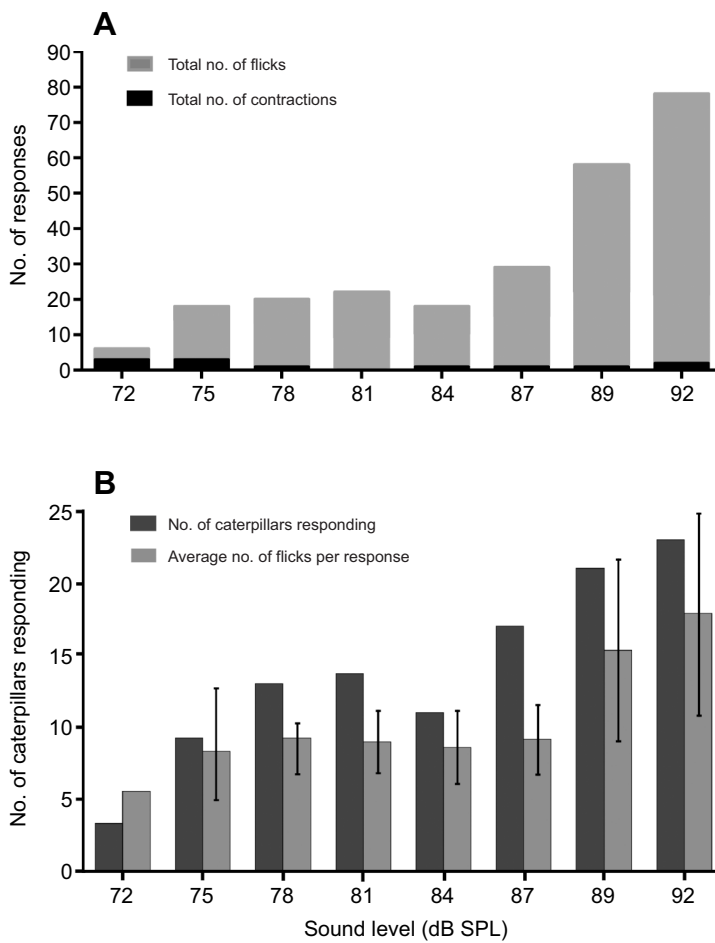 A
No. of responses
90
80
70
60
50
40
30
20
10
0
Total no. of flicks
Total no. of contractions
72 75 78 81 84 87 89 92
B
No. of caterpillars responding
25
20
15
10
5
0
No. of caterpillars responding
Average no. of flicks per response
72 75 78 81 84 87 89 92
Sound level (dB SPL)